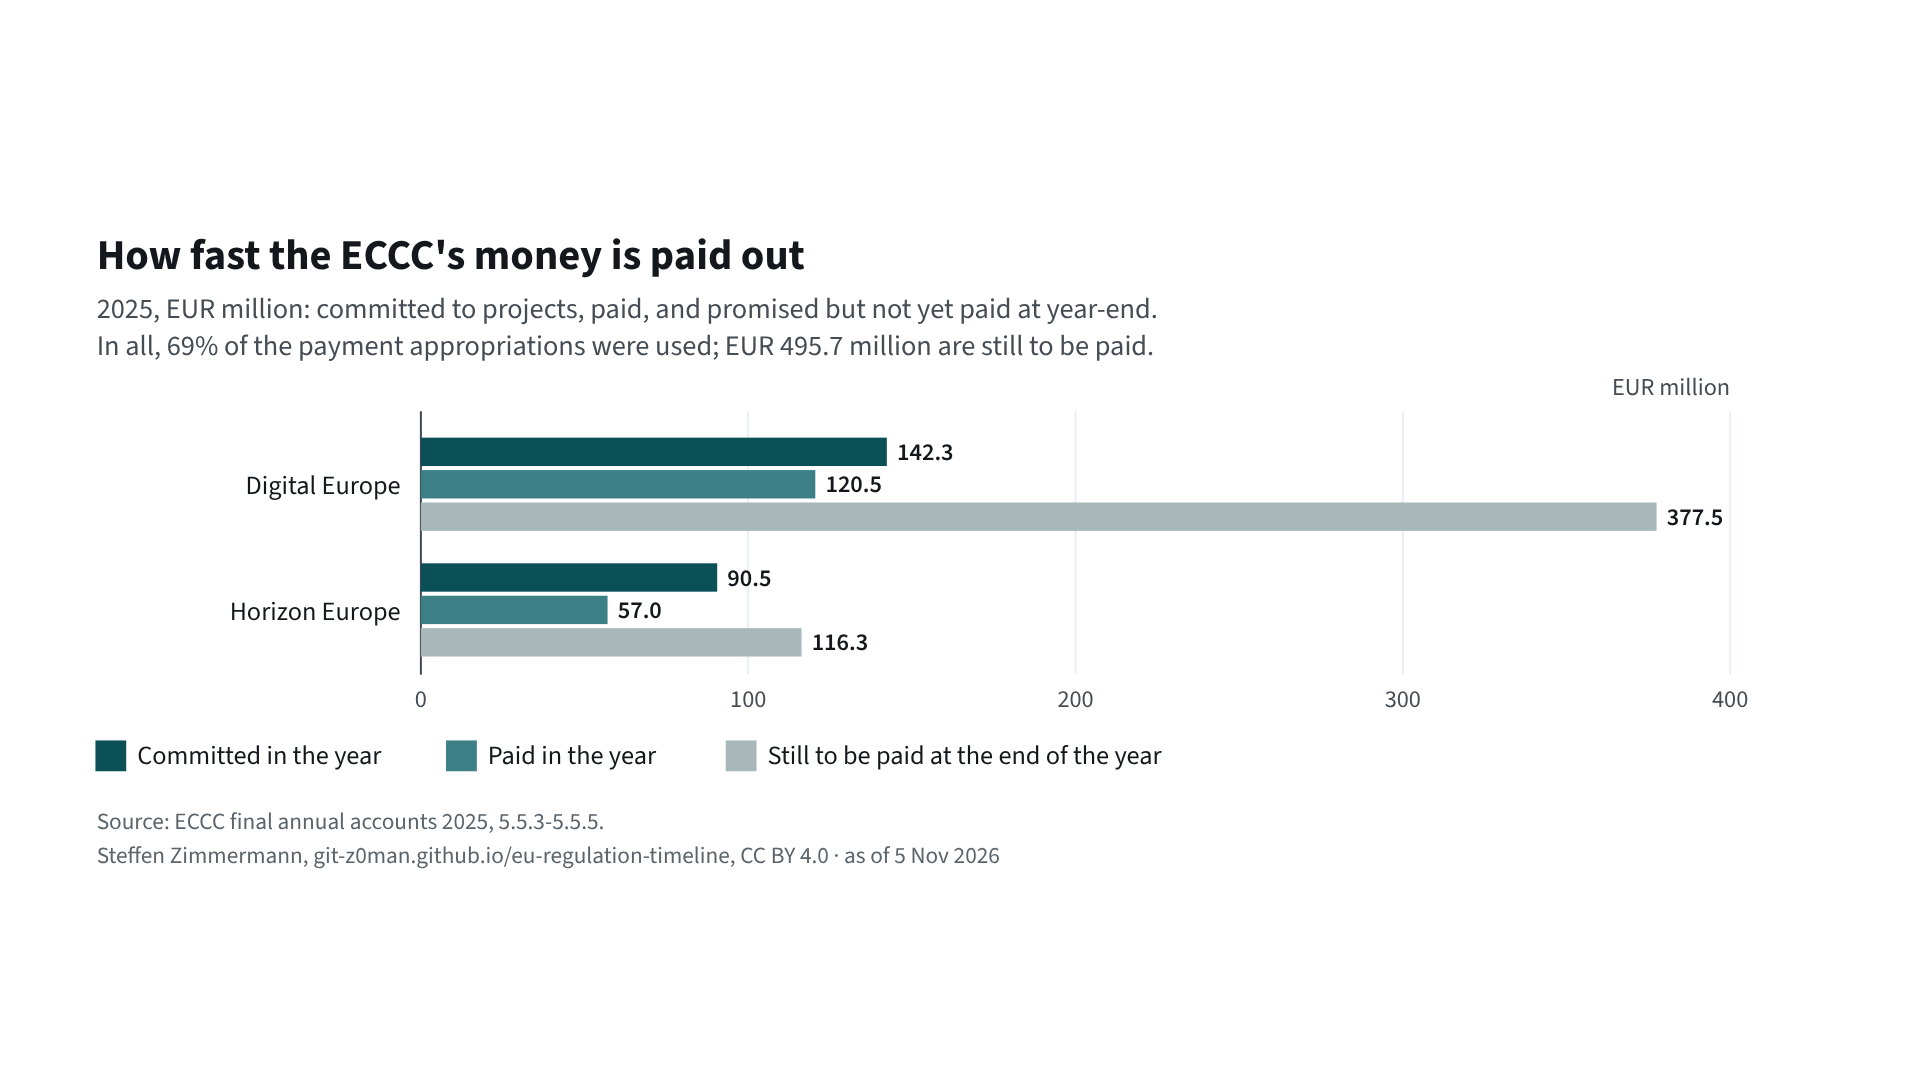 How fast the ECCC's money is paid out
2025, EUR million: committed to projects, paid, and promised but not yet paid at year-end.
In all, 69% of the payment appropriations were used; EUR 495.7 million are still to be paid.
EUR million
142.3
Digital Europe
120.5
377.5
90.5
Horizon Europe
57.0
116.3
0 100 200 300 400
Committed in the year Paid in the year Still to be paid at the end of the year
Source: ECCC final annual accounts 2025, 5.5.3-5.5.5.
Steffen Zimmermann, git-z0man.github.io/eu-regulation-timeline, CC BY 4.0 · as of 5 Nov 2026